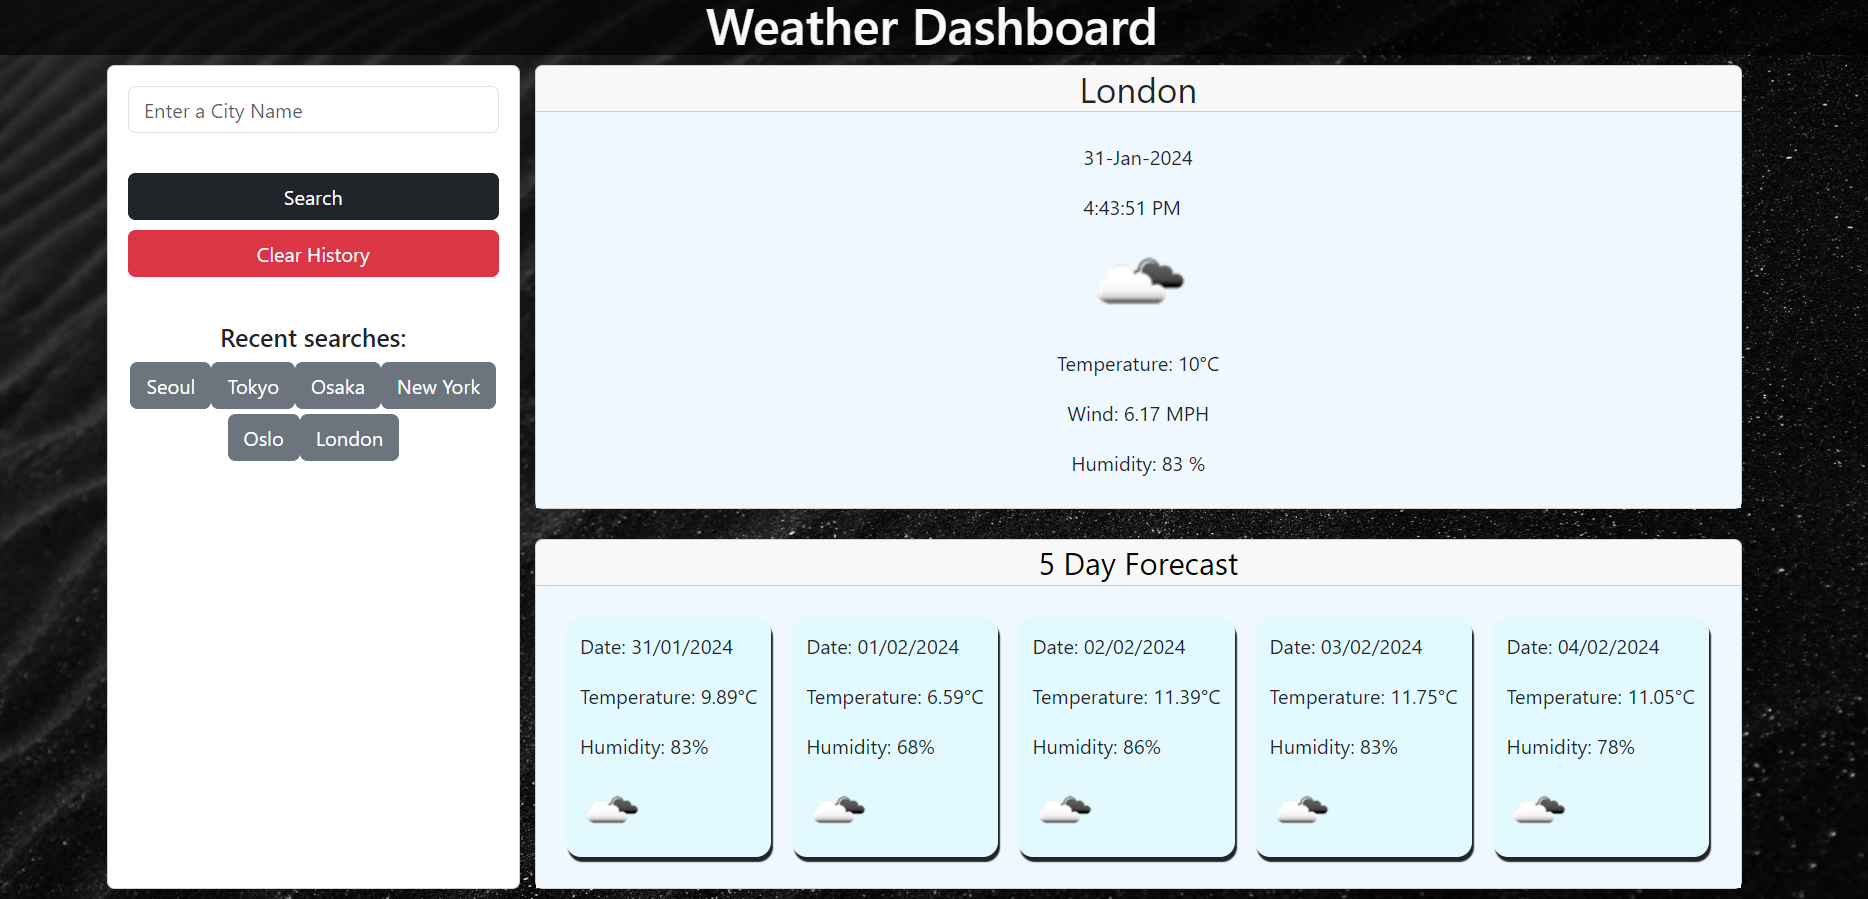 Weather Dashboard
Enter a City Name
Search
Clear History
Recent searches:
Seoul Tokyo Osaka New York
Oslo London
London
31-Jan-2024
4:43:51 PM
Temperature: 10°C
Wind: 6.17 MPH
Humidity: 83 %
5 Day Forecast
Date: 31/01/2024
Temperature: 9.89°C
Humidity: 83%
Date: 01/02/2024
Temperature: 6.59°C
Humidity: 68%
Date: 02/02/2024
Temperature: 11.39°C
Humidity: 86%
Date: 03/02/2024
Temperature: 11.75°C
Humidity: 83%
Date: 04/02/2024
Temperature: 11.05°C
Humidity: 78%